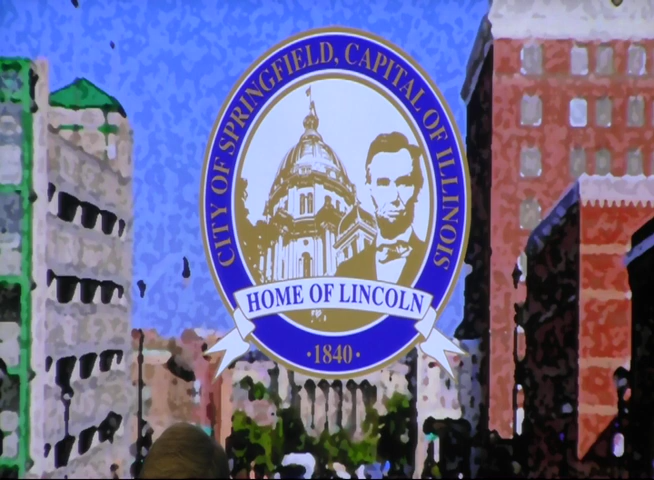 CITY OF SPRINGFIELD, CAPITAL OF ILLINOIS
HOME OF LINCOLN
·1840·